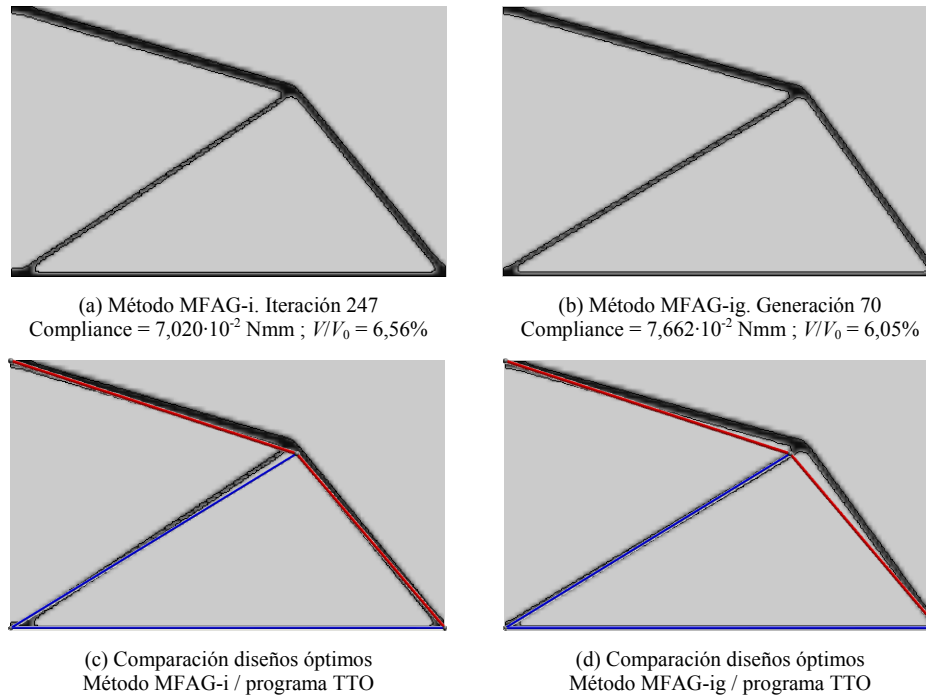 (a) Método MFAG-i. Iteración 247
Compliance = 7,020·10⁻² Nmm ; V/V₀ = 6,56%
(b) Método MFAG-ig. Generación 70
Compliance = 7,662·10⁻² Nmm ; V/V₀ = 6,05%
(c) Comparación diseños óptimos
Método MFAG-i / programa TTO
(d) Comparación diseños óptimos
Método MFAG-ig / programa TTO